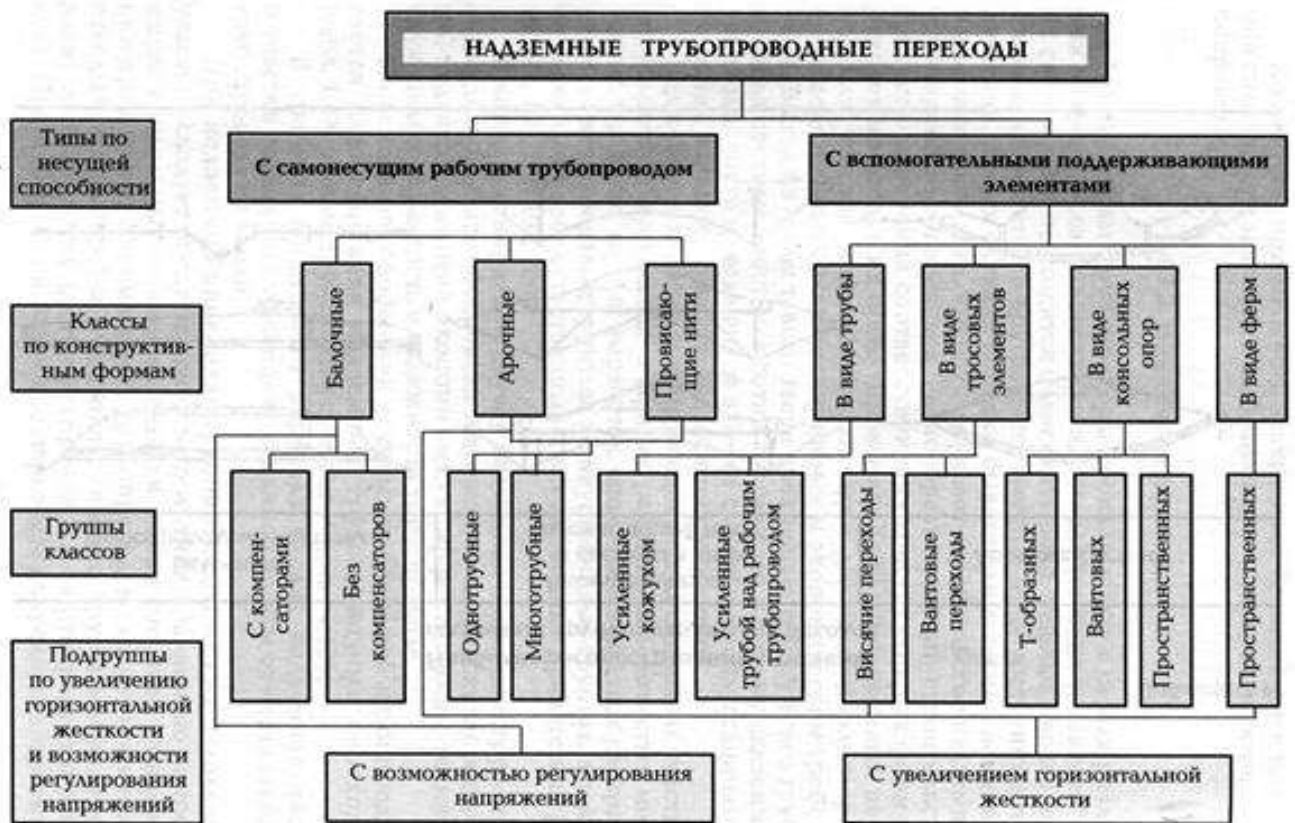 НАДЗЕМНЫЕ ТРУБОПРОВОДНЫЕ ПЕРЕХОДЫ
Типы по
несущей
способности
С самонесущим рабочим трубопроводом
С вспомогательными поддерживающими
элементами
Классы
по конструктив-
ным формам
Балочные
Арочные
Провисаю-
щие нити
В виде трубы
В виде
тросовых
элементов
В виде
консольных
опор
В виде ферм
Группы
классов
С компен-
саторами
Без
компенсаторов
Однотрубные
Многотрубные
Усиленные
кожухом
Усиленные
трубой над рабочим
трубопроводом
Висячие переходы
Вантовые
переходы
Т-образных
Вантовых
Пространственных
Пространственных
Подгруппы
по увеличению
горизонтальной
жесткости
и возможности
регулирования
напряжений
С возможностью регулирования
напряжений
С увеличением горизонтальной
жесткости